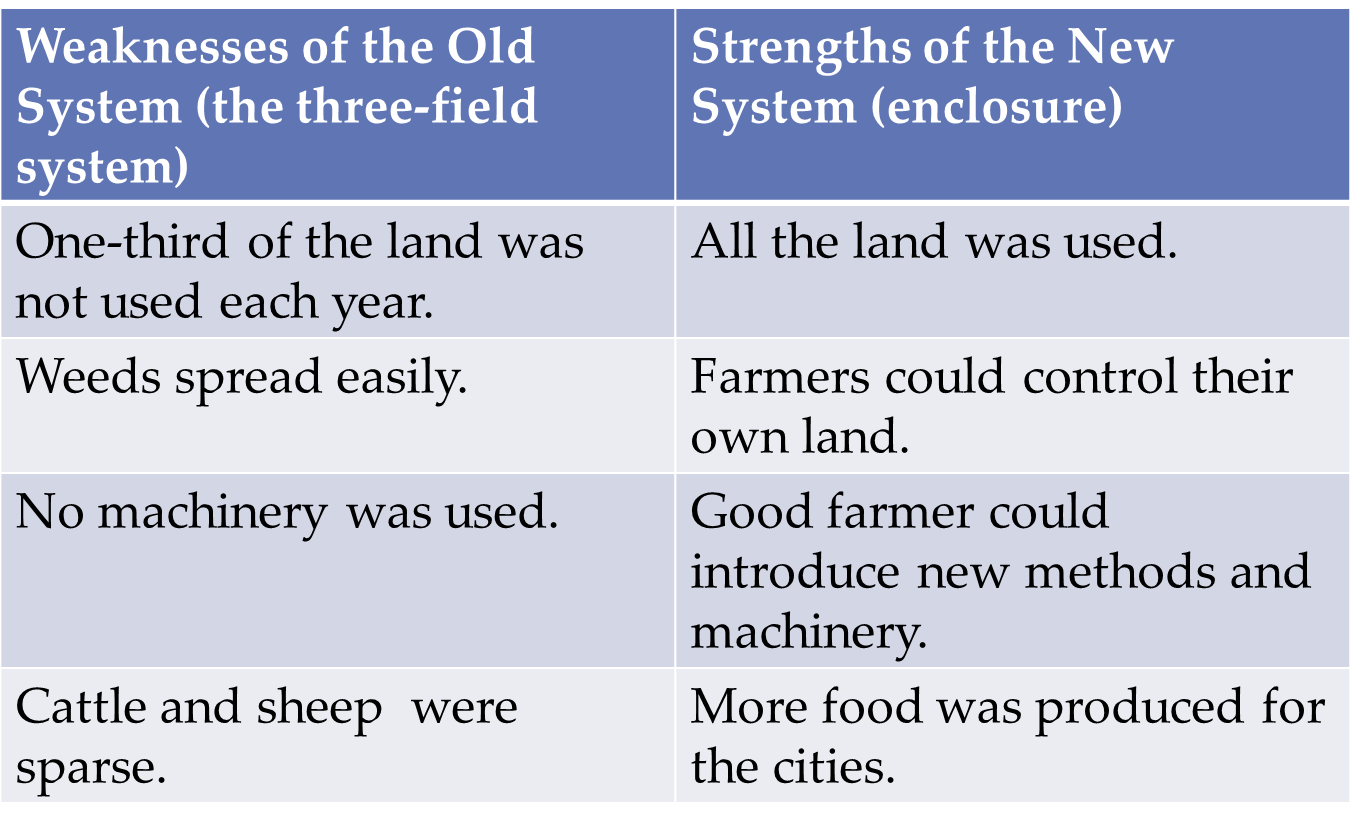 Weaknesses of the Old
System (the three-field
system)
Strengths of the New
System (enclosure)
One-third of the land was
not used each year.
All the land was used.
Weeds spread easily.
Farmers could control their
own land.
No machinery was used.
Good farmer could
introduce new methods and
machinery.
Cattle and sheep  were
sparse.
More food was produced for
the cities.